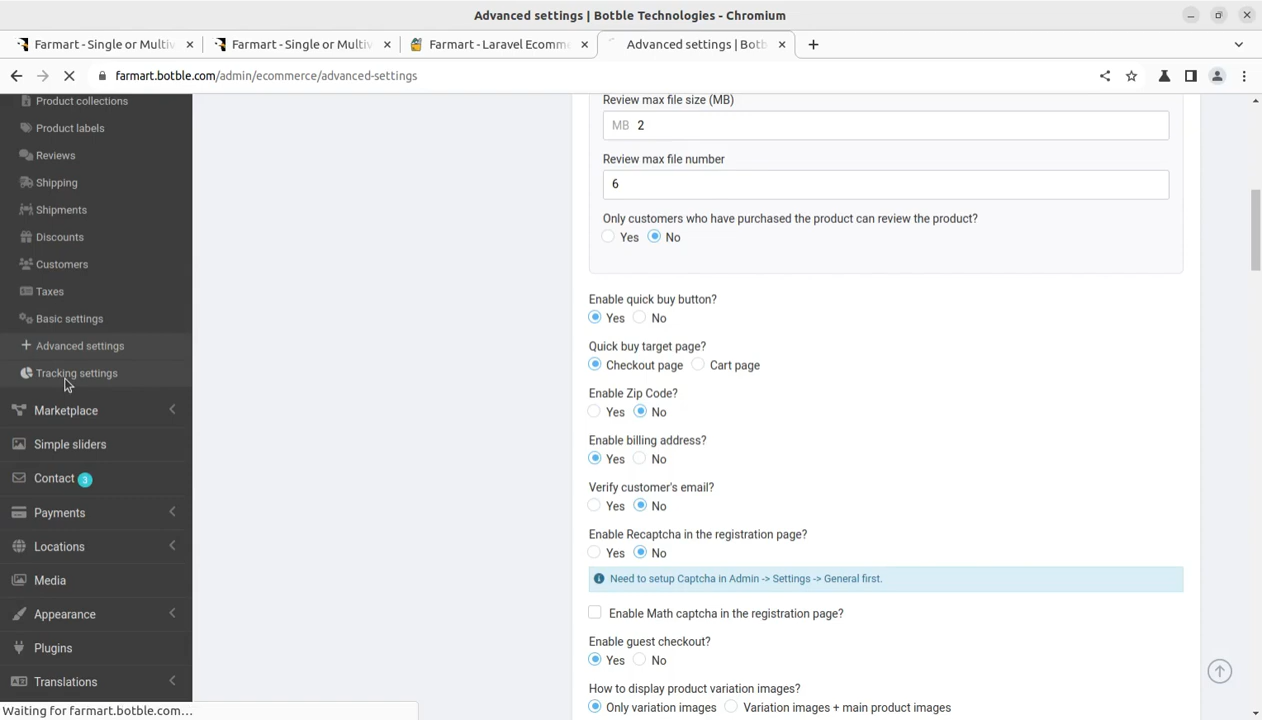 Advanced settings | Botble Technologies - Chromium
Farmart - Single or Multiv
Farmart - Single or Multiv
Farmart - Laravel Ecomm
Advanced settings | Botb
farmart.botble.com/admin/ecommerce/advanced-settings
Product collections
Product labels
Reviews
Shipping
Shipments
Discounts
Customers
Taxes
Basic settings
Advanced settings
Tracking settings
Marketplace
Simple sliders
Contact 3
Payments
Locations
Media
Appearance
Plugins
Translations
Review max file size (MB)
MB 2
Review max file number
6
Only customers who have purchased the product can review the product?
Yes No
Enable quick buy button?
Yes No
Quick buy target page?
Checkout page Cart page
Enable Zip Code?
Yes No
Enable billing address?
Yes No
Verify customer's email?
Yes No
Enable Recaptcha in the registration page?
Yes No
Need to setup Captcha in Admin -> Settings -> General first.
Enable Math captcha in the registration page?
Enable guest checkout?
Yes No
How to display product variation images?
Only variation images Variation images + main product images
Waiting for farmart.botble.com...